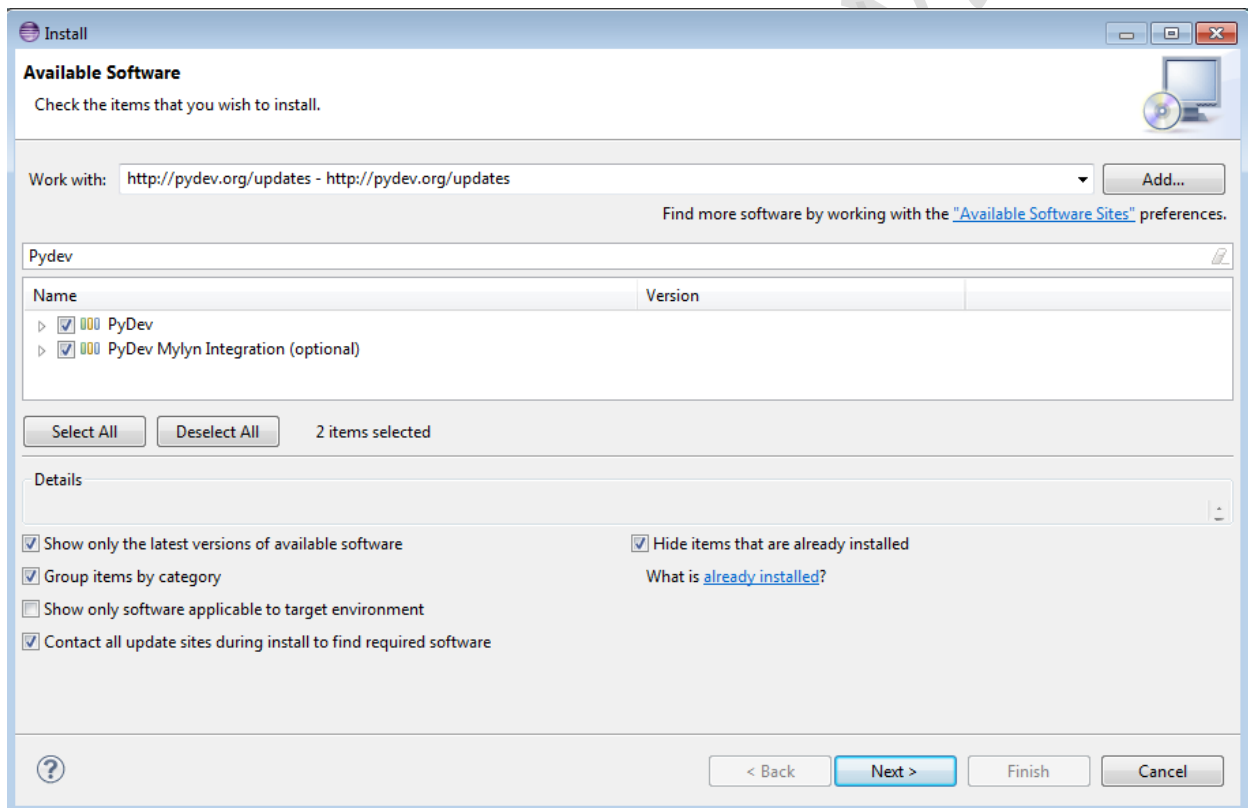 Install
Available Software
Check the items that you wish to install.
Work with: http://pydev.org/updates - http://pydev.org/updates Add...
Find more software by working with the "Available Software Sites" preferences.
Pydev
Name Version
PyDev
PyDev Mylyn Integration (optional)
Select All Deselect All 2 items selected
Details
Show only the latest versions of available software Hide items that are already installed
Group items by category What is already installed?
Show only software applicable to target environment
Contact all update sites during install to find required software
? < Back Next > Finish Cancel